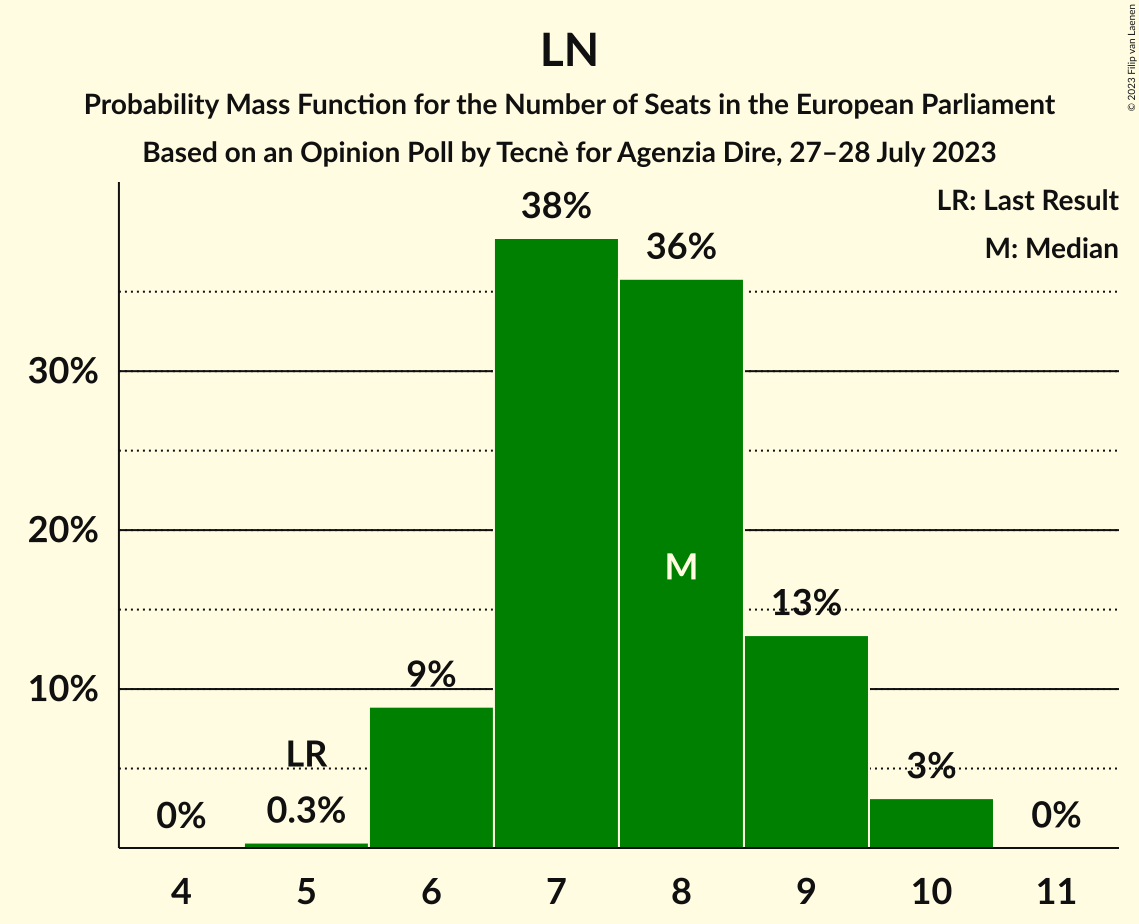 LN
Probability Mass Function for the Number of Seats in the European Parliament
Based on an Opinion Poll by Tecnè for Agenzia Dire, 27–28 July 2023
© 2023 Filip van Laenen
LR: Last Result
M: Median
38%
36%
30%
20%
M
13%
9%
10%
LR
3%
0%
0.3%
0%
4 5 6 7 8 9 10 11